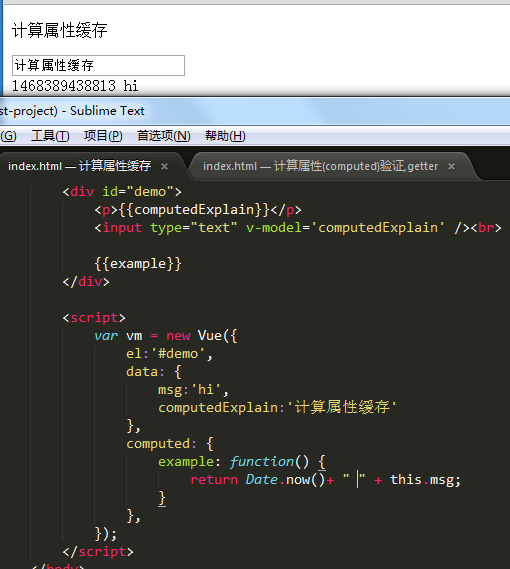 计算属性缓存
计算属性缓存
1468389438813 hi
st-project) - Sublime Text
(G) 工具(T) 项目(P) 首选项(N) 帮助(H)
index.html — 计算属性缓存 × index.html — 计算属性(computed)验证,getter ×
<div id="demo">
<p>{{computedExplain}}</p>
<input type="text" v-model='computedExplain' /><br>
{{example}}
</div>
<script>
var vm = new Vue({
el:'#demo',
data: {
msg:'hi',
computedExplain:'计算属性缓存'
},
computed: {
example: function() {
return Date.now()+ " " + this.msg;
}
},
});
</script>
</body>